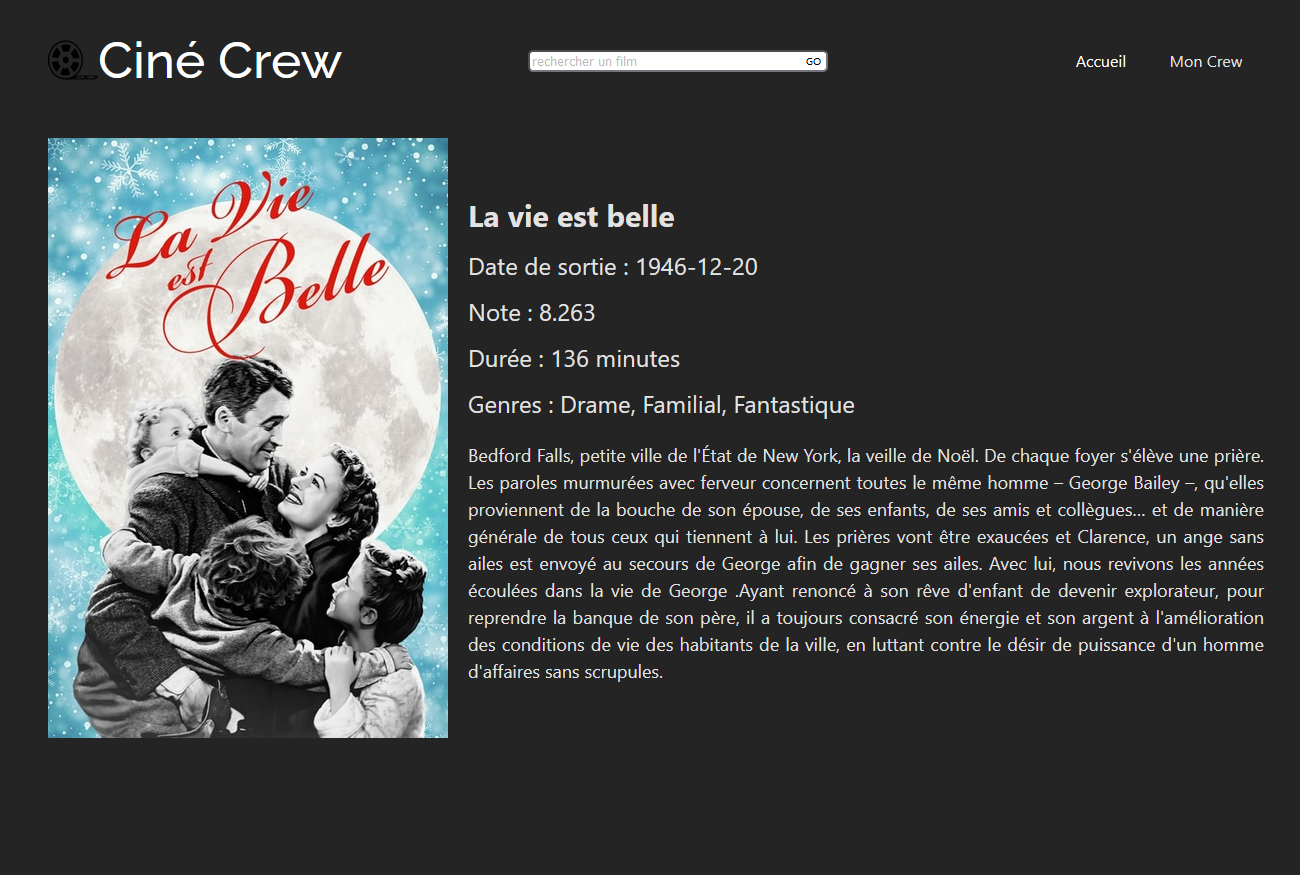 Ciné Crew
rechercher un film
GO
Accueil
Mon Crew
La Vie
est
Belle
La vie est belle
Date de sortie : 1946-12-20
Note : 8.263
Durée : 136 minutes
Genres : Drame, Familial, Fantastique
Bedford Falls, petite ville de l'État de New York, la veille de Noël. De chaque foyer s'élève une prière.
Les paroles murmurées avec ferveur concernent toutes le même homme – George Bailey –, qu'elles
proviennent de la bouche de son épouse, de ses enfants, de ses amis et collègues... et de manière
générale de tous ceux qui tiennent à lui. Les prières vont être exaucées et Clarence, un ange sans
ailes est envoyé au secours de George afin de gagner ses ailes. Avec lui, nous revivons les années
écoulées dans la vie de George .Ayant renoncé à son rêve d'enfant de devenir explorateur, pour
reprendre la banque de son père, il a toujours consacré son énergie et son argent à l'amélioration
des conditions de vie des habitants de la ville, en luttant contre le désir de puissance d'un homme
d'affaires sans scrupules.